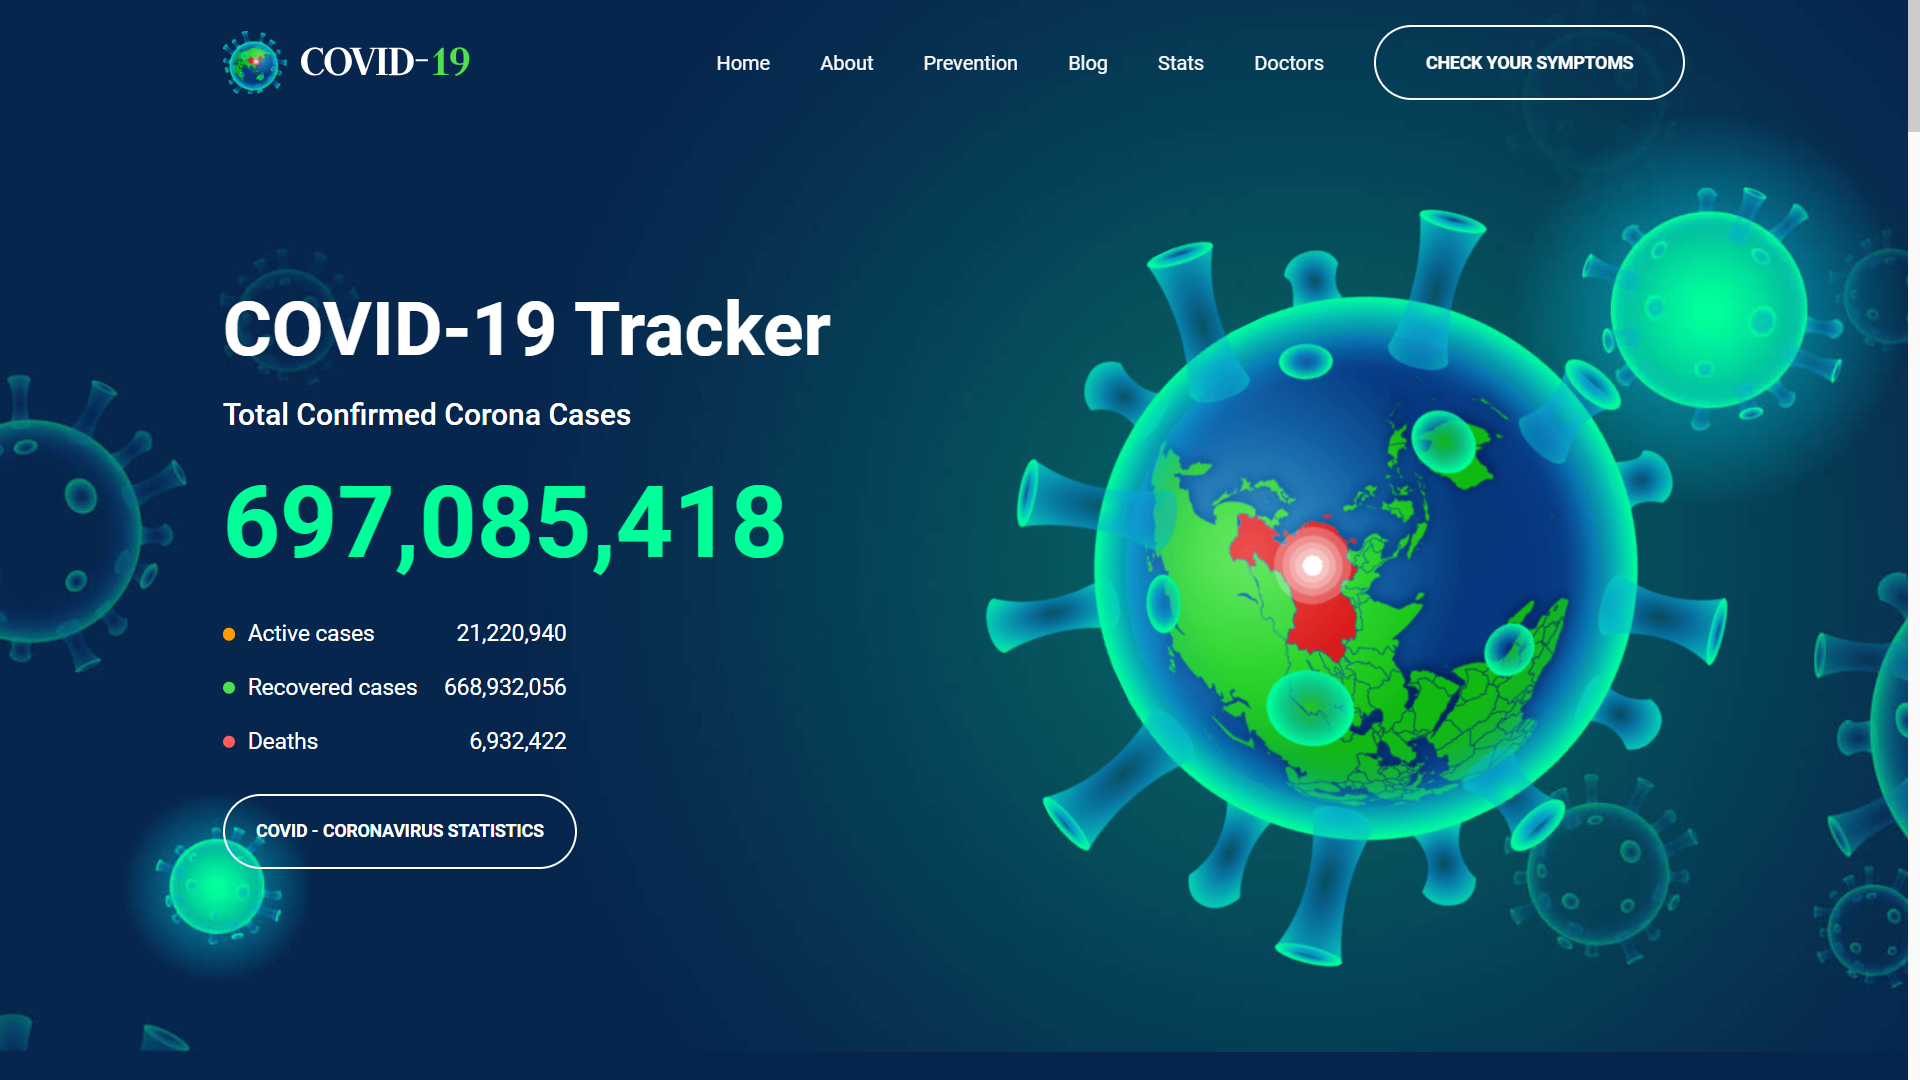 COVID-19
Home About Prevention Blog Stats Doctors CHECK YOUR SYMPTOMS
COVID-19 Tracker
Total Confirmed Corona Cases
697,085,418
Active cases 21,220,940
Recovered cases 668,932,056
Deaths 6,932,422
COVID - CORONAVIRUS STATISTICS